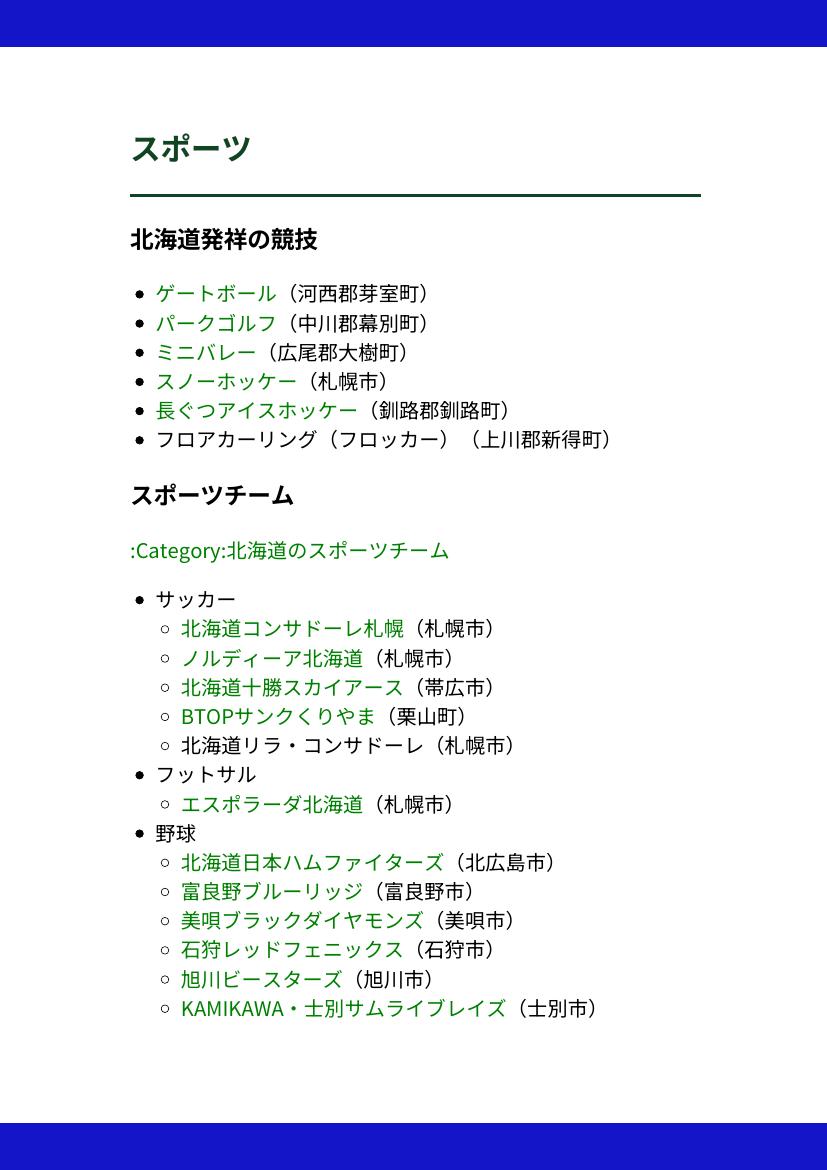 スポーツ
北海道発祥の競技
ゲートボール（河西郡芽室町）
パークゴルフ（中川郡幕別町）
ミニバレー（広尾郡大樹町）
スノーホッケー（札幌市）
長ぐつアイスホッケー（釧路郡釧路町）
フロアカーリング（フロッカー）（上川郡新得町）
スポーツチーム
:Category:北海道のスポーツチーム
サッカー
北海道コンサドーレ札幌（札幌市）
ノルディーア北海道（札幌市）
北海道十勝スカイアース（帯広市）
BTOPサンクくりやま（栗山町）
北海道リラ・コンサドーレ（札幌市）
フットサル
エスポラーダ北海道（札幌市）
野球
北海道日本ハムファイターズ（北広島市）
富良野ブルーリッジ（富良野市）
美唄ブラックダイヤモンズ（美唄市）
石狩レッドフェニックス（石狩市）
旭川ビースターズ（旭川市）
KAMIKAWA・士別サムライブレイズ（士別市）